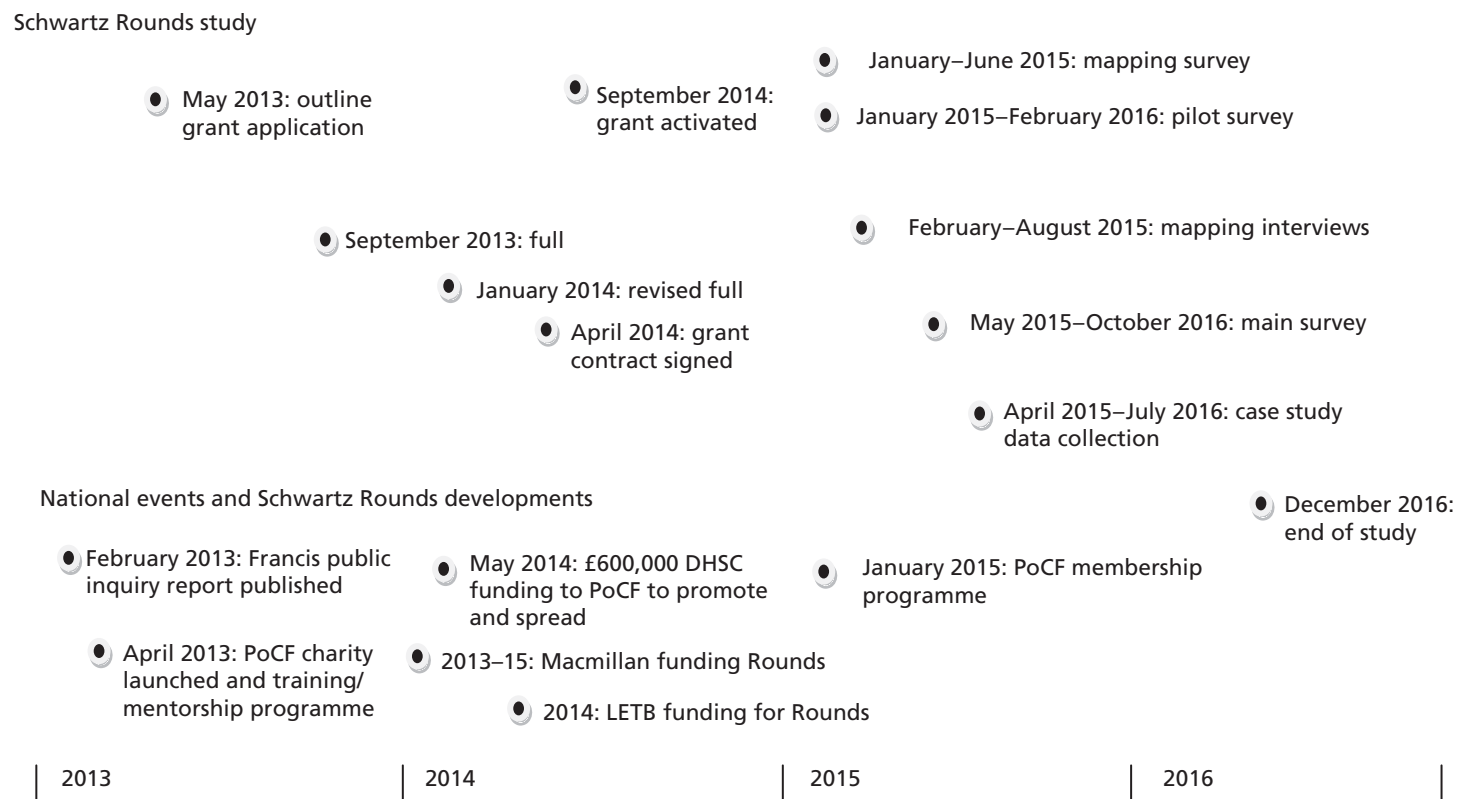 Schwartz Rounds study
May 2013: outline
grant application
September 2014:
grant activated
January–June 2015: mapping survey
January 2015–February 2016: pilot survey
September 2013: full
January 2014: revised full
April 2014: grant
contract signed
February–August 2015: mapping interviews
May 2015–October 2016: main survey
April 2015–July 2016: case study
data collection
December 2016:
end of study
National events and Schwartz Rounds developments
February 2013: Francis public
inquiry report published
April 2013: PoCF charity
launched and training/
mentorship programme
May 2014: £600,000 DHSC
funding to PoCF to promote
and spread
2013–15: Macmillan funding Rounds
2014: LETB funding for Rounds
January 2015: PoCF membership
programme
2013
2014
2015
2016